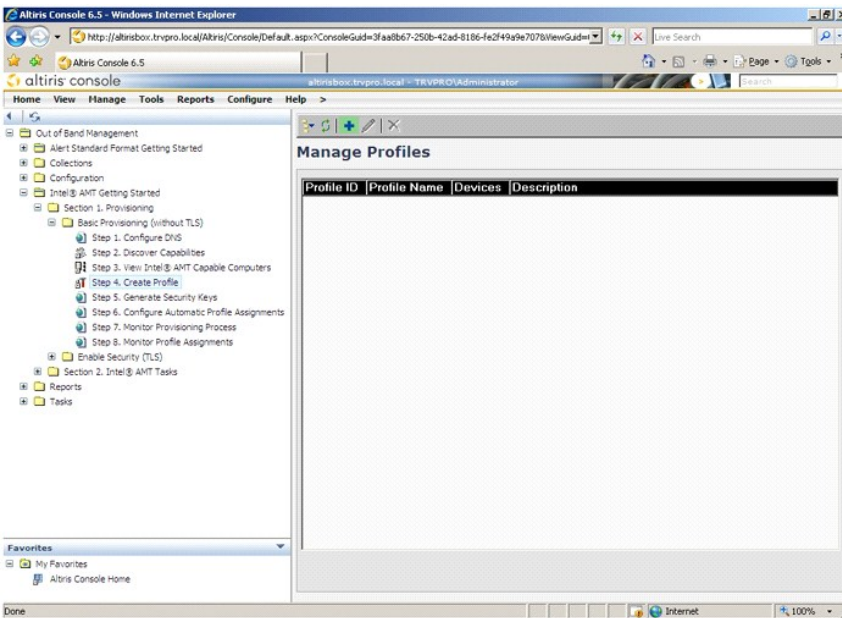 Altiris Console 6.5 - Windows Internet Explorer
http://altirisbox.trvpro.local/Altiris/Console/Default.aspx?ConsoleGuid=3faa8b67-250b-42ad-8186-fe2f49a9e707&ViewGuid=
Live Search
Altiris Console 6.5
Page
Tools
altiris console
altirisbox.trvpro.local - TRVPRO\Administrator
Search
Home View Manage Tools Reports Configure Help >
Out of Band Management
Alert Standard Format Getting Started
Collections
Configuration
Intel® AMT Getting Started
Section 1. Provisioning
Basic Provisioning (without TLS)
Step 1. Configure DNS
Step 2. Discover Capabilities
Step 3. View Intel® AMT Capable Computers
Step 4. Create Profile
Step 5. Generate Security Keys
Step 6. Configure Automatic Profile Assignments
Step 7. Monitor Provisioning Process
Step 8. Monitor Profile Assignments
Enable Security (TLS)
Section 2. Intel® AMT Tasks
Reports
Tasks
Manage Profiles
Profile ID Profile Name Devices Description
Favorites
My Favorites
Altiris Console Home
Done
Internet
100%